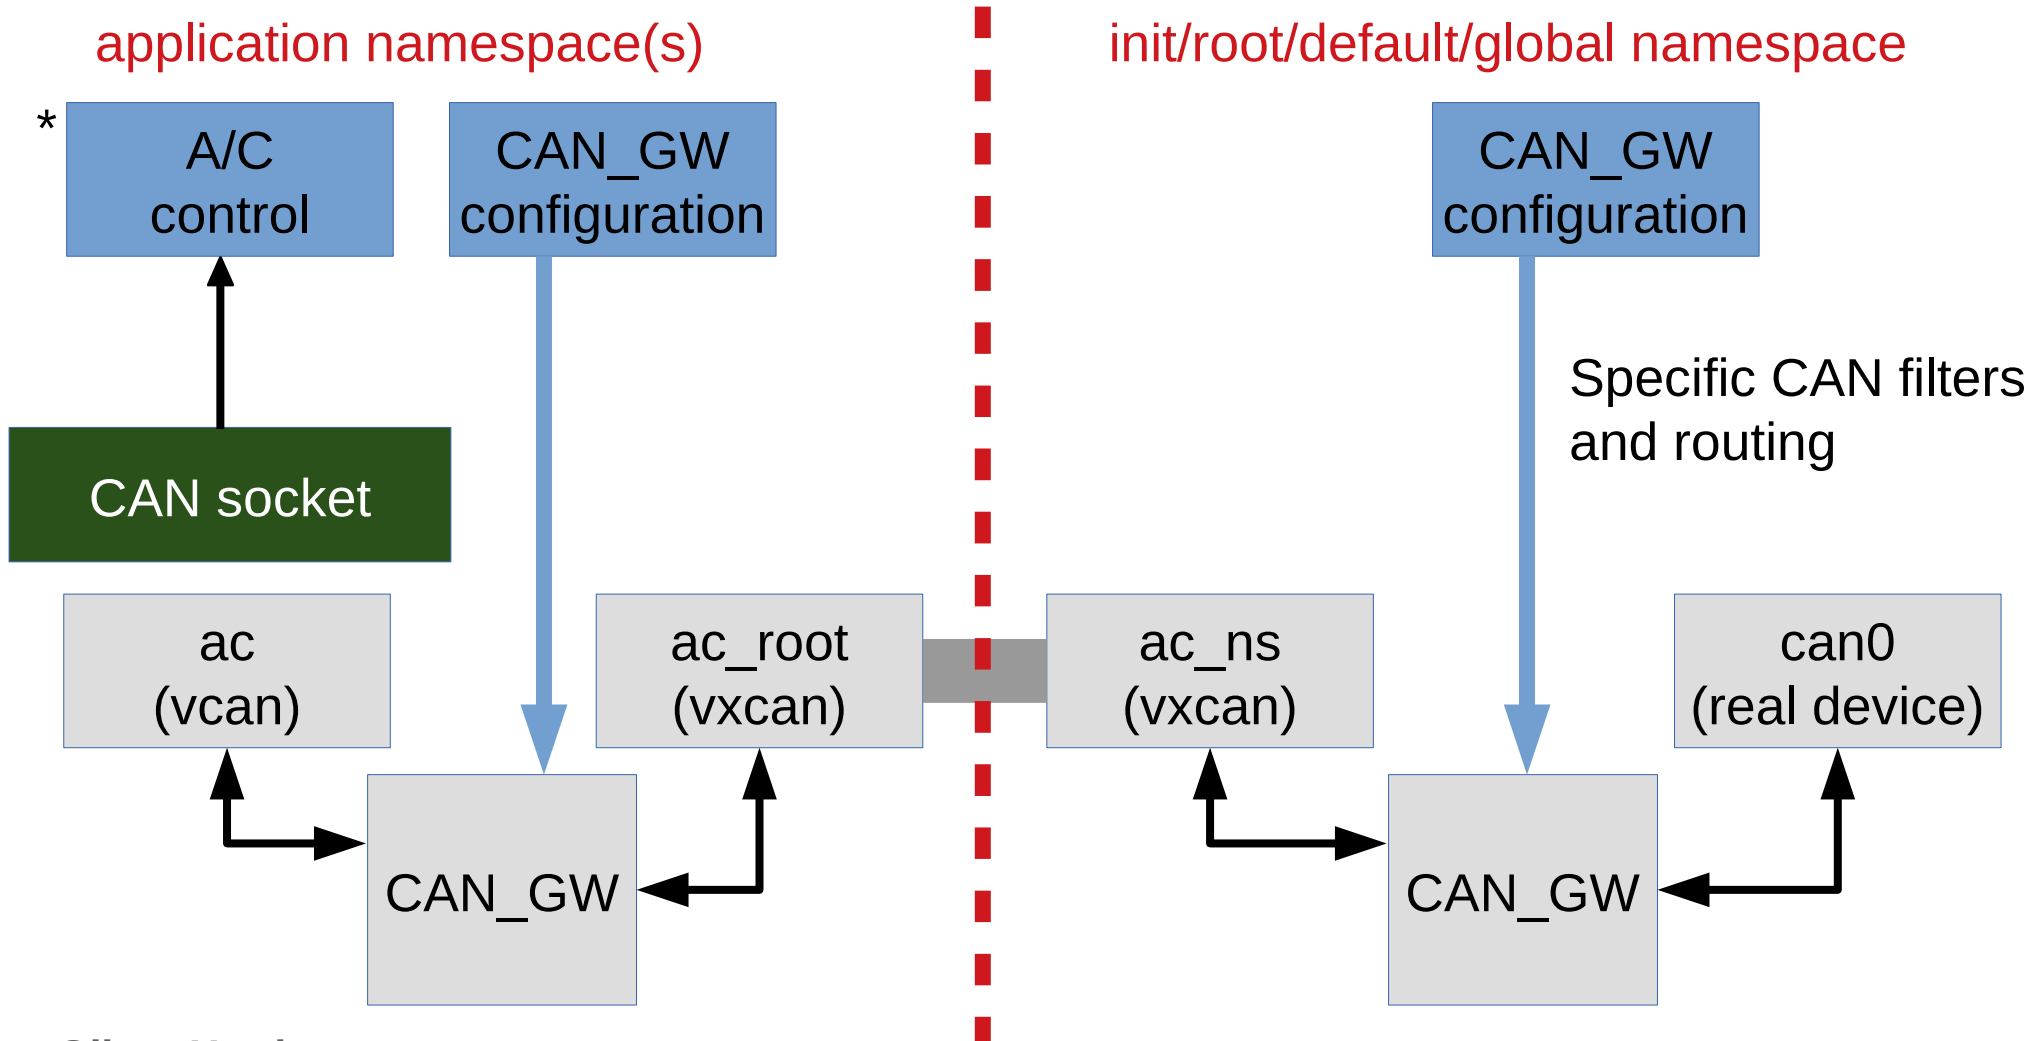 application namespace(s)
init/root/default/global namespace
*
A/C
control
CAN_GW
configuration
CAN_GW
configuration
Specific CAN filters
and routing
CAN socket
ac
(vcan)
ac_root
(vxcan)
ac_ns
(vxcan)
can0
(real device)
CAN_GW
CAN_GW